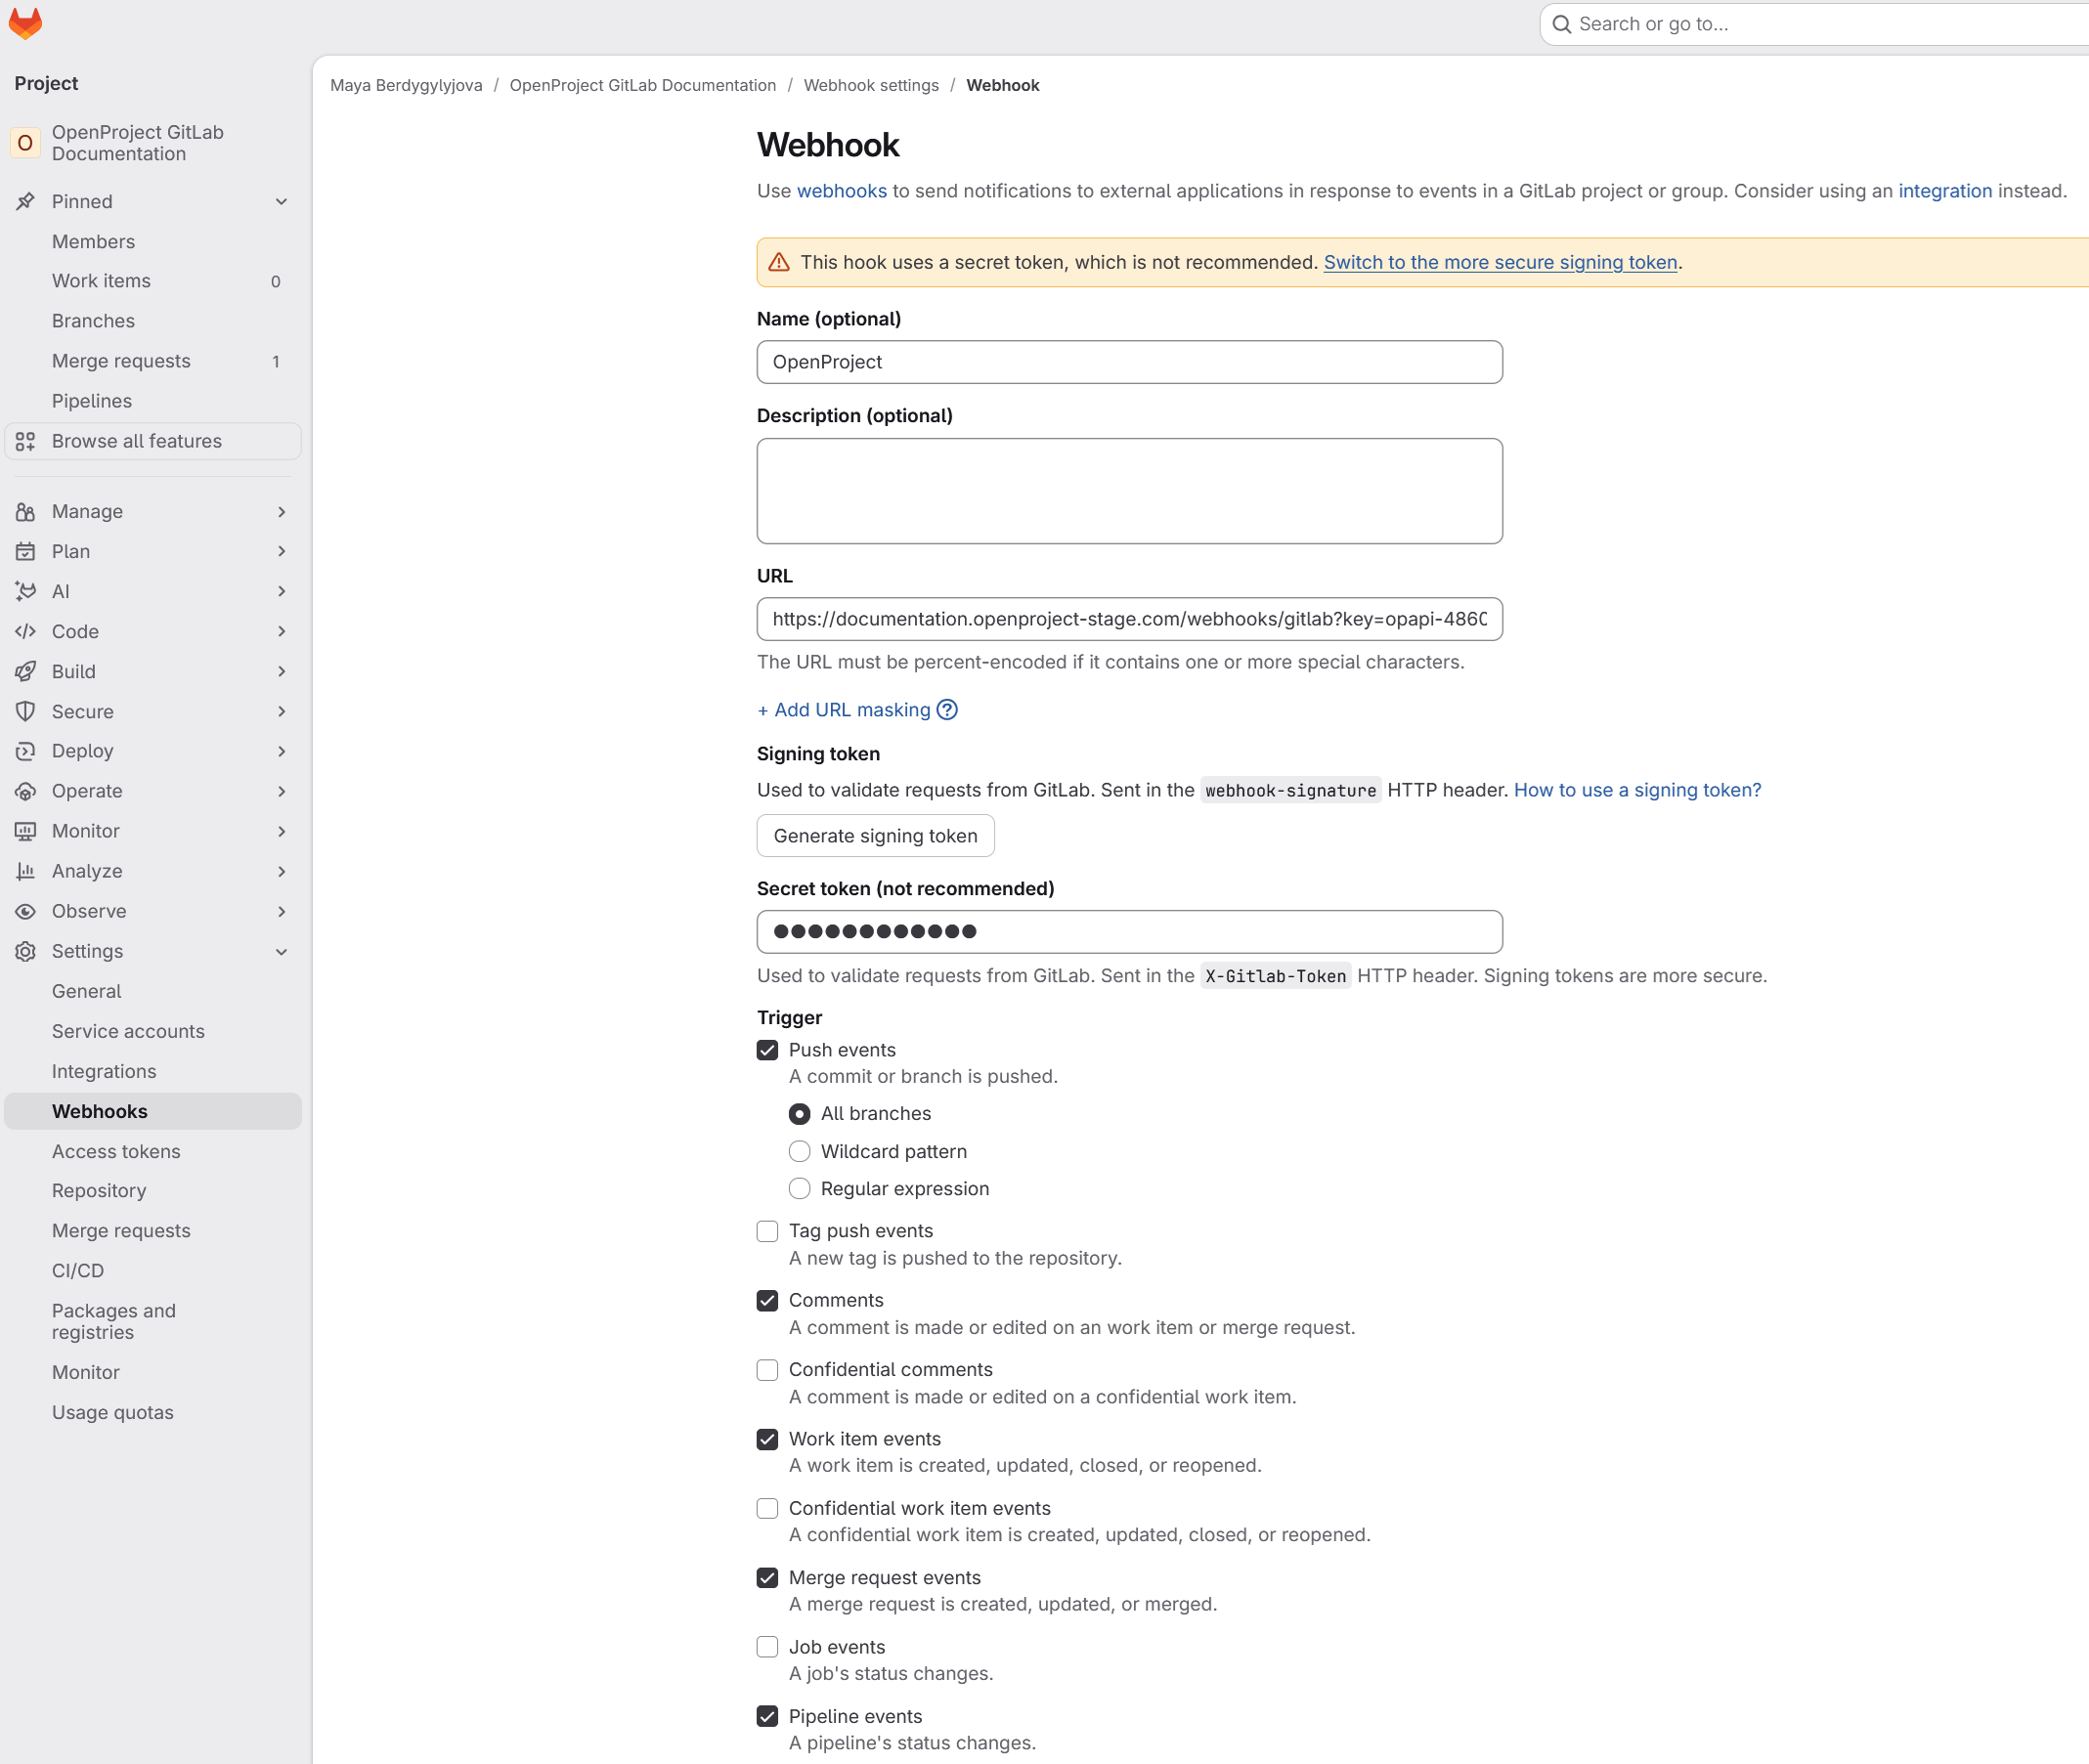 Search or go to...
Project
O
OpenProject GitLab
Documentation
Pinned
Members
Work items 0
Branches
Merge requests 1
Pipelines
Browse all features
Manage
Plan
AI
Code
Build
Secure
Deploy
Operate
Monitor
Analyze
Observe
Settings
General
Service accounts
Integrations
Webhooks
Access tokens
Repository
Merge requests
CI/CD
Packages and
registries
Monitor
Usage quotas
Maya Berdygylyjova / OpenProject GitLab Documentation / Webhook settings / Webhook
Webhook
Use webhooks to send notifications to external applications in response to events in a GitLab project or group. Consider using an integration instead.
This hook uses a secret token, which is not recommended. Switch to the more secure signing token.
Name (optional)
OpenProject
Description (optional)
URL
https://documentation.openproject-stage.com/webhooks/gitlab?key=opapi-486
The URL must be percent-encoded if it contains one or more special characters.
+ Add URL masking
Signing token
Used to validate requests from GitLab. Sent in the webhook-signature HTTP header. How to use a signing token?
Generate signing token
Secret token (not recommended)
●●●●●●●●●●●●
Used to validate requests from GitLab. Sent in the X-Gitlab-Token HTTP header. Signing tokens are more secure.
Trigger
Push events
A commit or branch is pushed.
All branches
Wildcard pattern
Regular expression
Tag push events
A new tag is pushed to the repository.
Comments
A comment is made or edited on an work item or merge request.
Confidential comments
A comment is made or edited on a confidential work item.
Work item events
A work item is created, updated, closed, or reopened.
Confidential work item events
A confidential work item is created, updated, closed, or reopened.
Merge request events
A merge request is created, updated, or merged.
Job events
A job's status changes.
Pipeline events
A pipeline's status changes.